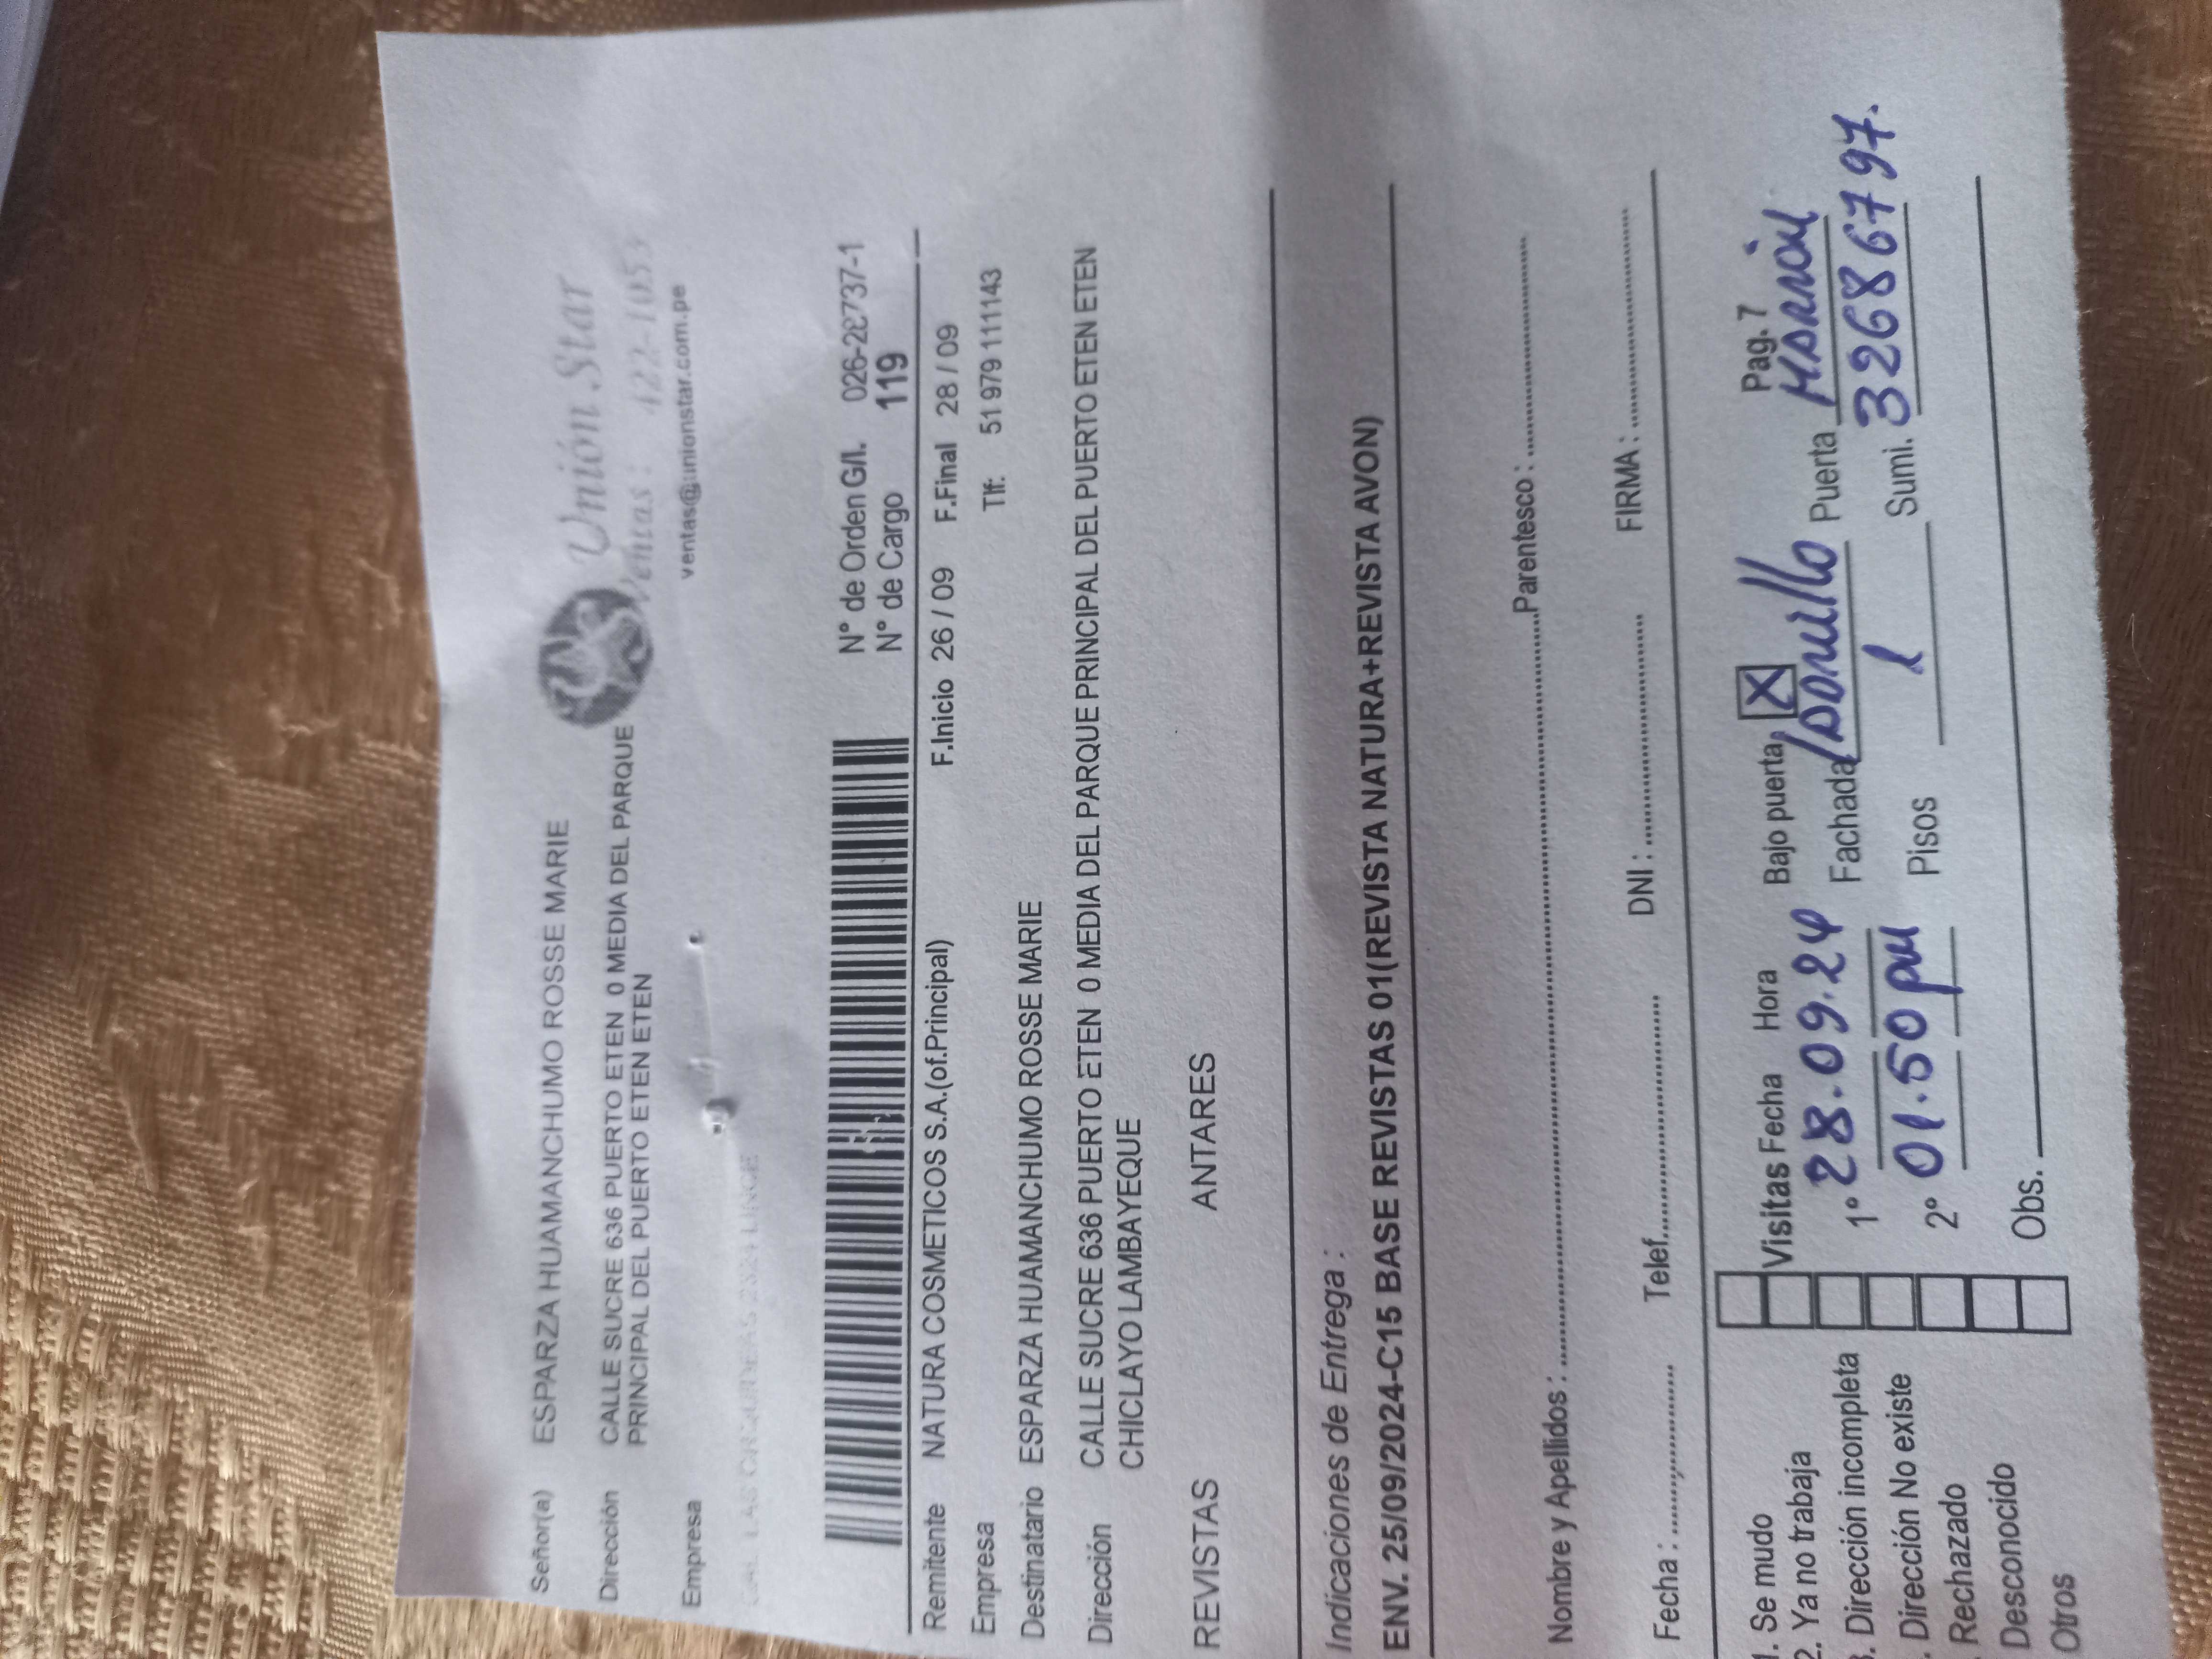 Señor(a) ESPARZA HUAMANCHUMO ROSSE MARIE
Unión Star
Ventas : 422-1053
ventas@unionstar.com.pe
Dirección CALLE SUCRE 636 PUERTO ETEN 0 MEDIA DEL PARQUE
PRINCIPAL DEL PUERTO ETEN ETEN
Empresa
N° de Orden G/l. 026-28737-1
N° de Cargo 119
Remitente NATURA COSMETICOS S.A.(of.Principal) F.Inicio 26 / 09 F.Final 28 / 09
Empresa Tlf: 51 979 111143
Destinatario ESPARZA HUAMANCHUMO ROSSE MARIE
Dirección CALLE SUCRE 636 PUERTO ETEN 0 MEDIA DEL PARQUE PRINCIPAL DEL PUERTO ETEN ETEN
CHICLAYO LAMBAYEQUE
REVISTAS ANTARES
Indicaciones de Entrega :
ENV. 25/09/2024-C15 BASE REVISTAS 01(REVISTA NATURA+REVISTA AVON)
Nombre y Apellidos : Parentesco :
Fecha : Telef. DNI : FIRMA :
1. Se mudo Visitas Fecha Hora Bajo puerta X Pag. 7
2. Ya no trabaja 1° 28.09.24 Fachada Puerta
Dirección incompleta 01.50 pm
Dirección No existe 2° Pisos 1 Sumi. 32686797.
Rechazado
Desconocido Obs.
Otros